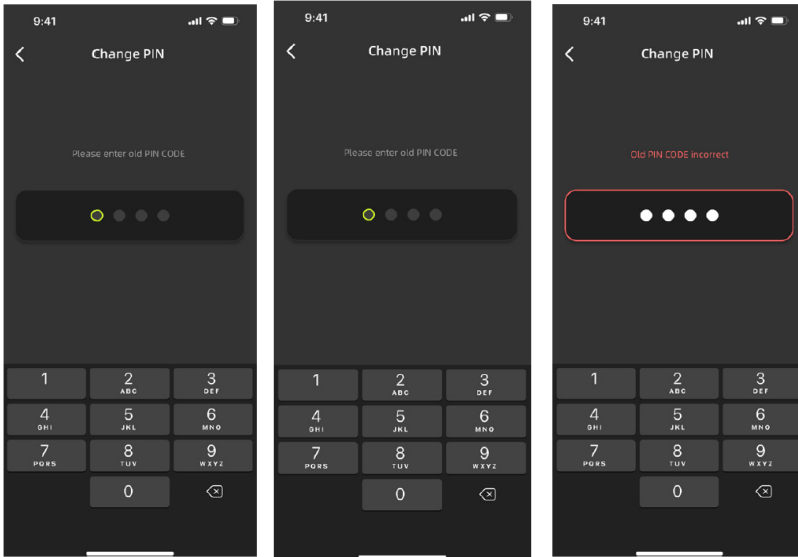 9:41
Change PIN
Please enter old PIN CODE
1
2
ABC
3
DEF
4
GHI
5
JKL
6
MNO
7
PQRS
8
TUV
9
WXYZ
0
9:41
Change PIN
Please enter old PIN CODE
1
2
ABC
3
DEF
4
GHI
5
JKL
6
MNO
7
PQRS
8
TUV
9
WXYZ
0
9:41
Change PIN
Old PIN CODE incorrect
1
2
ABC
3
DEF
4
GHI
5
JKL
6
MNO
7
PQRS
8
TUV
9
WXYZ
0